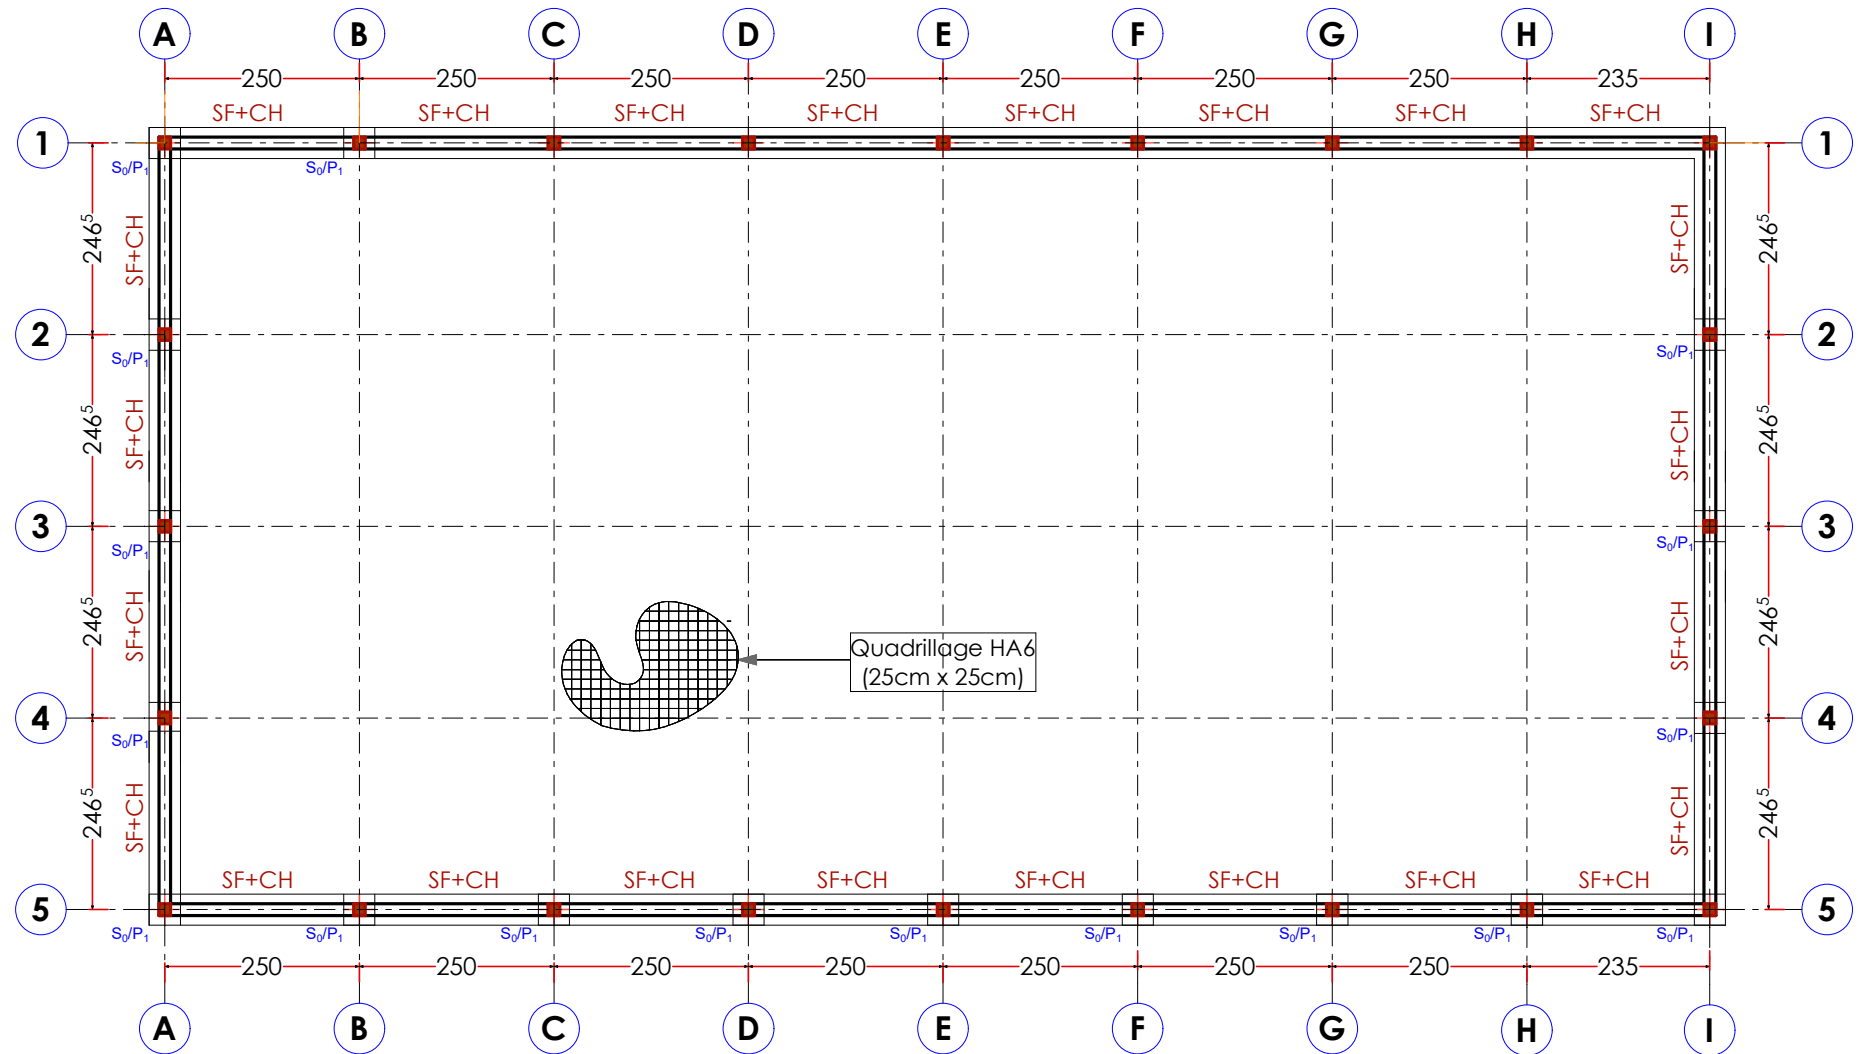 A B C D E F G H I
250 250 250 250 250 250 250 235
SF+CH SF+CH SF+CH SF+CH SF+CH SF+CH SF+CH SF+CH
1 1
S₀/P₁ S₀/P₁
246⁵ SF+CH SF+CH 246⁵
2 2
S₀/P₁ S₀/P₁
246⁵ SF+CH SF+CH 246⁵
3 3
S₀/P₁ S₀/P₁
246⁵ SF+CH SF+CH 246⁵
Quadrillage HA6
(25cm x 25cm)
4 4
S₀/P₁ S₀/P₁
246⁵ SF+CH SF+CH 246⁵
SF+CH SF+CH SF+CH SF+CH SF+CH SF+CH SF+CH SF+CH
5 5
S₀/P₁ S₀/P₁ S₀/P₁ S₀/P₁ S₀/P₁ S₀/P₁ S₀/P₁ S₀/P₁ S₀/P₁
250 250 250 250 250 250 250 235
A B C D E F G H I